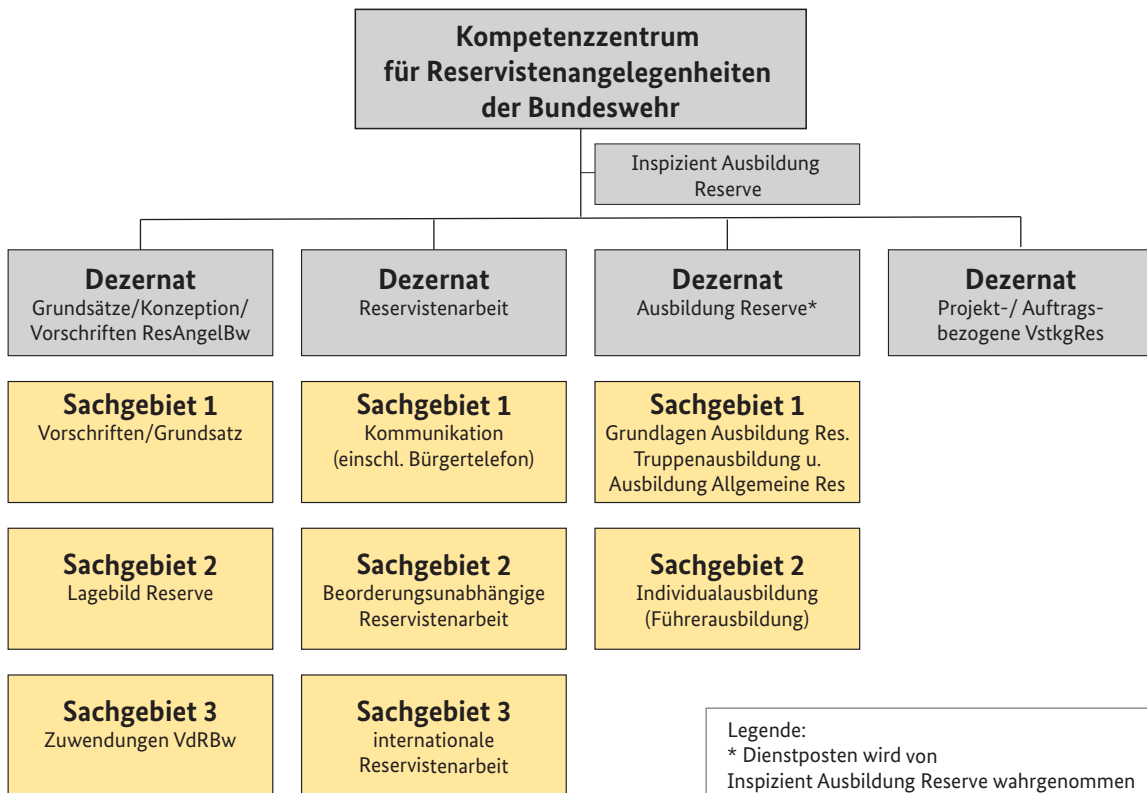 Kompetenzzentrum
für Reservistenangelegenheiten
der Bundeswehr
Inspizient Ausbildung
Reserve
Dezernat
Grundsätze/Konzeption/
Vorschriften ResAngelBw
Dezernat
Reservistenarbeit
Dezernat
Ausbildung Reserve*
Dezernat
Projekt-/ Auftrags-
bezogene VstkgRes
Sachgebiet 1
Vorschriften/Grundsatz
Sachgebiet 1
Kommunikation
(einschl. Bürgertelefon)
Sachgebiet 1
Grundlagen Ausbildung Res.
Truppenausbildung u.
Ausbildung Allgemeine Res
Sachgebiet 2
Lagebild Reserve
Sachgebiet 2
Beorderungsunabhängige
Reservistenarbeit
Sachgebiet 2
Individualausbildung
(Führerausbildung)
Sachgebiet 3
Zuwendungen VdRBw
Sachgebiet 3
internationale
Reservistenarbeit
Legende:
* Dienstposten wird von
Inspizient Ausbildung Reserve wahrgenommen